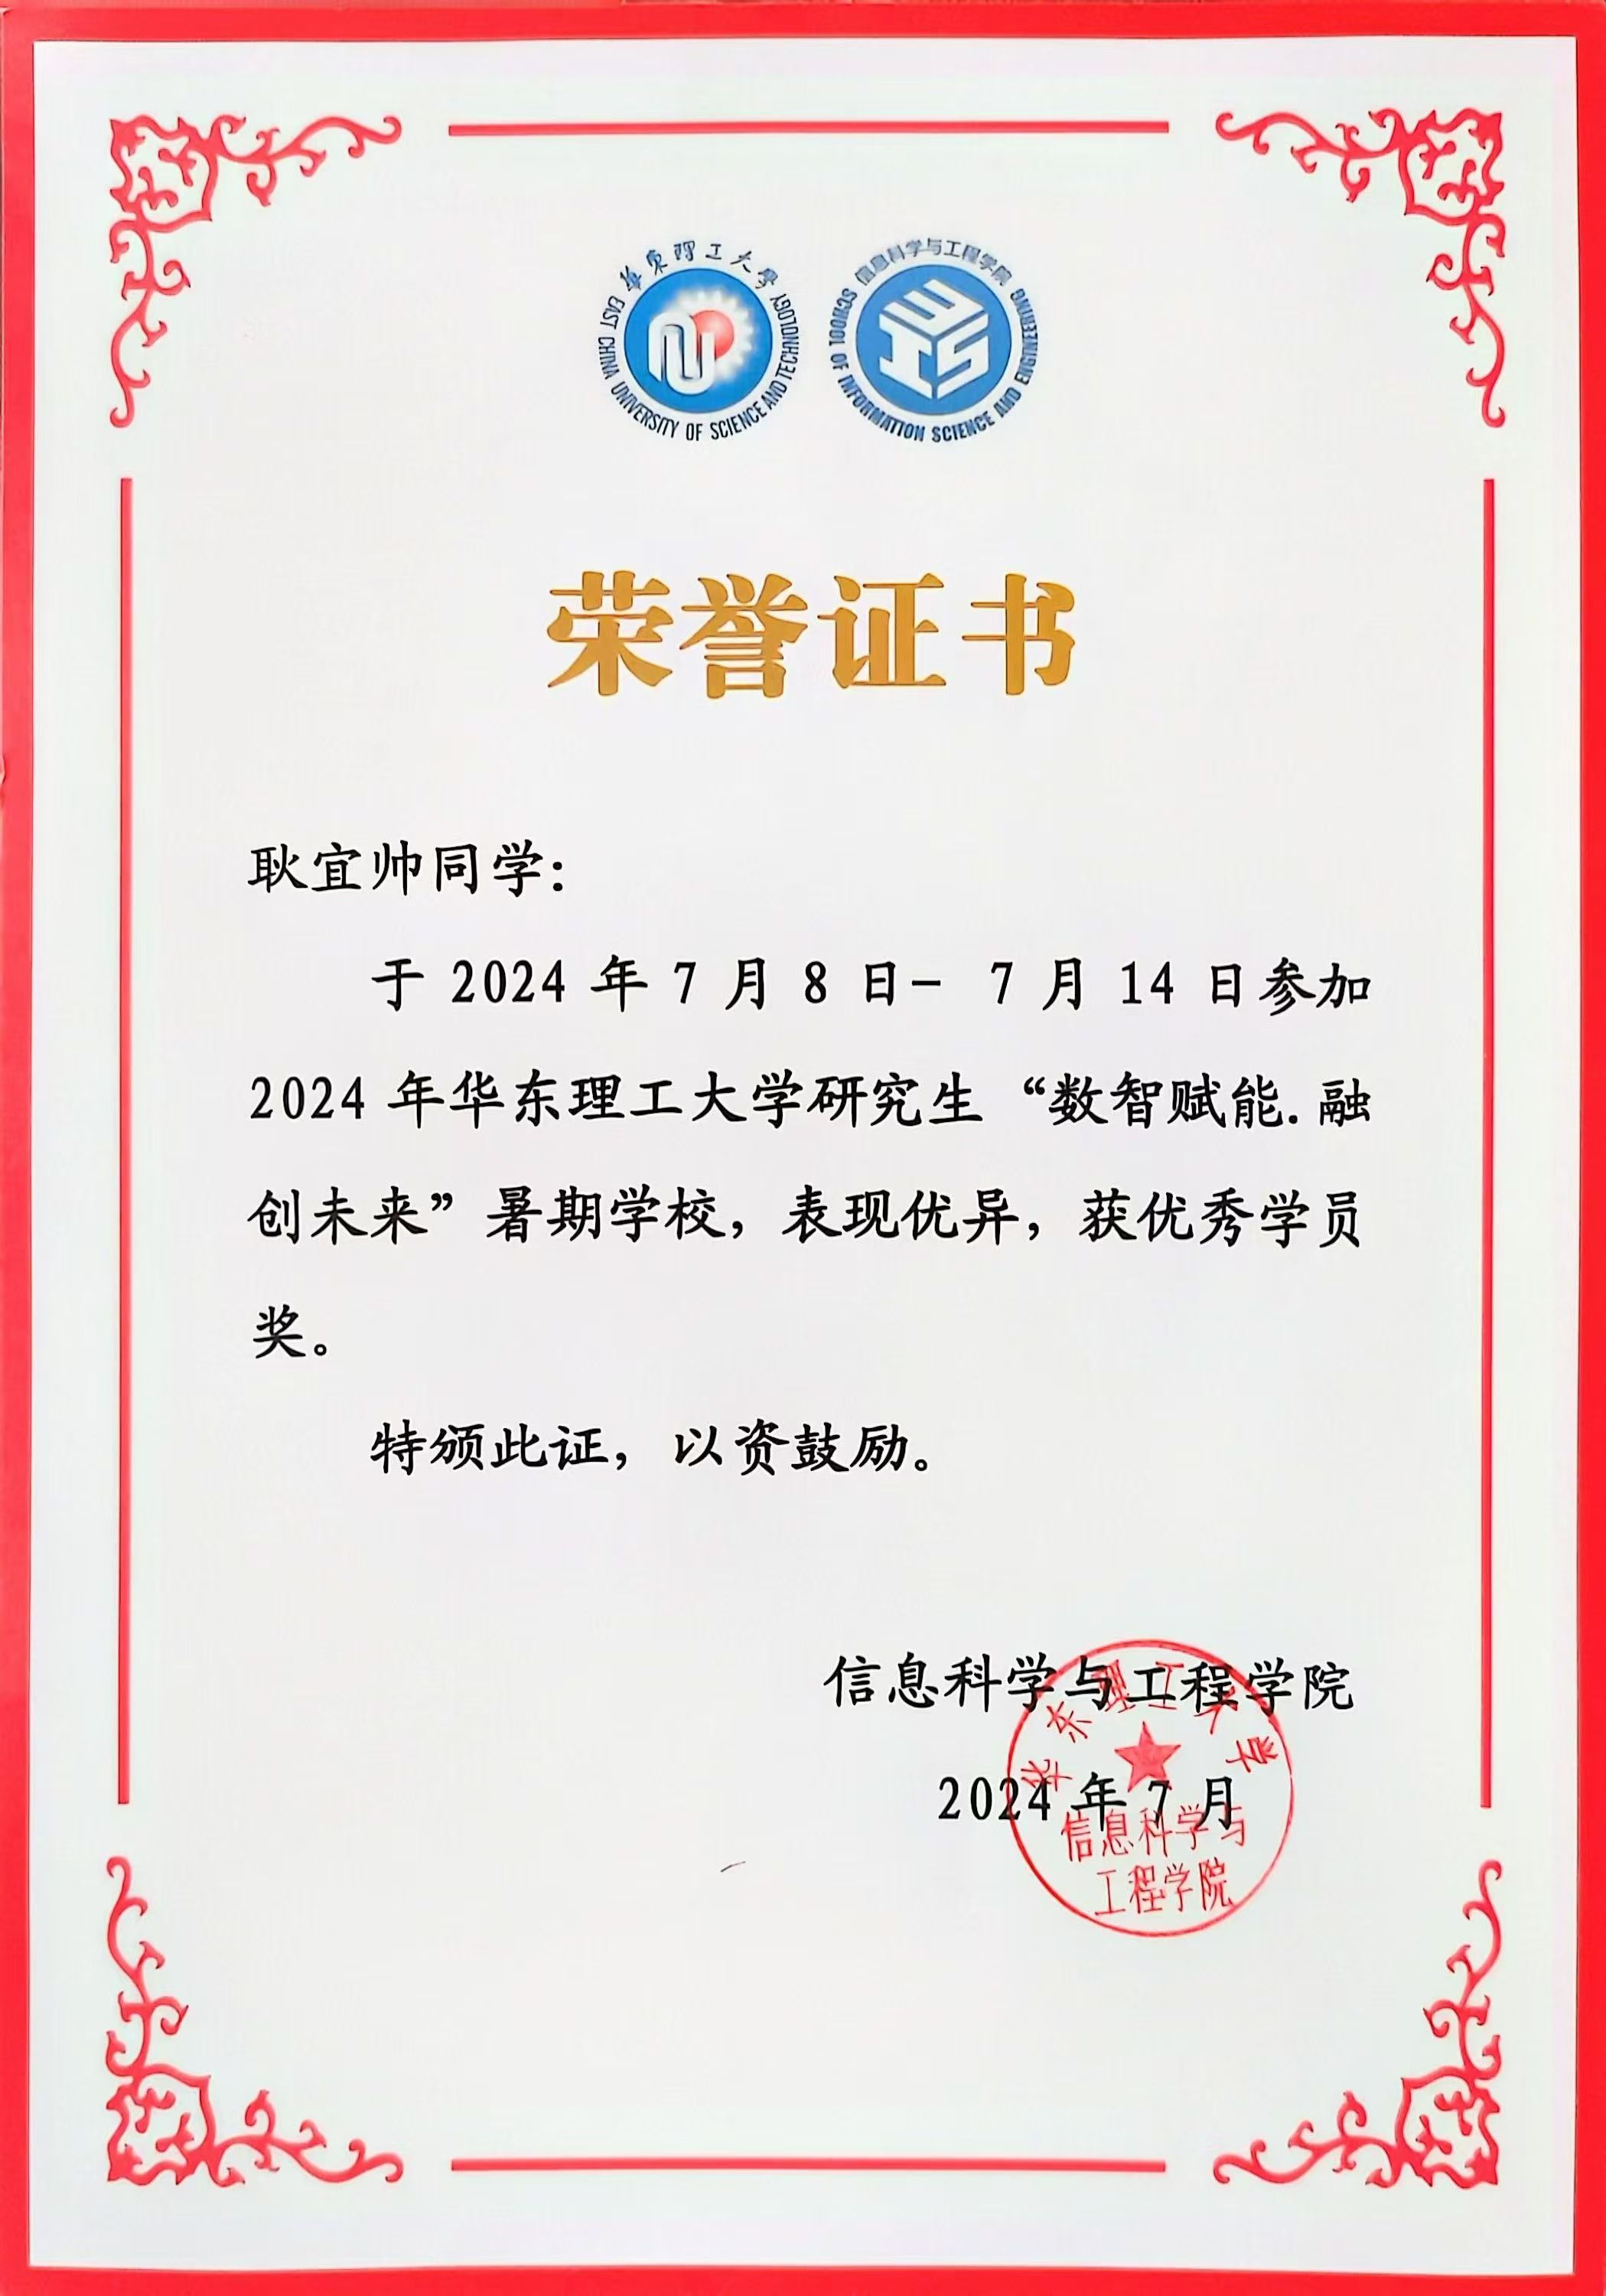 華東理工大學
EAST CHINA UNIVERSITY OF SCIENCE AND TECHNOLOGY
信息科学与工程学院
SCHOOL OF INFORMATION SCIENCE AND ENGINEERING
ISE
荣誉证书
耿宜帅同学:
于 2024 年 7 月 8 日- 7 月 14 日参加
2024 年华东理工大学研究生“数智赋能.融
创未来”暑期学校，表现优异，获优秀学员
奖。
特颁此证，以资鼓励。
信息科学与工程学院
2024 年 7 月
华东理工大学
信息科学与
工程学院